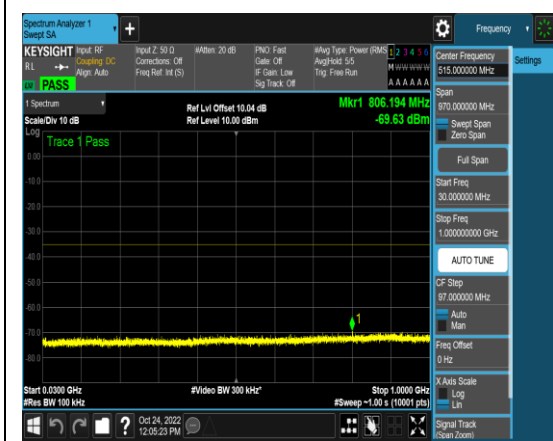 Spectrum Analyzer 1
Swept SA
Frequency
KEYSIGHT
RL
PASS
Input: RF
Coupling: DC
Align: Auto
Input Z: 50 Ω
Corrections: Off
Freq Ref: Int (S)
#Atten: 20 dB
PNO: Fast
Gate: Off
IF Gain: Low
Sig Track: Off
#Avg Type: Power (RMS
Avg|Hold: 5/5
Trig: Free Run
1 2 3 4 5 6
M W W W W W
A A A A A A
1 Spectrum
Scale/Div 10 dB
Ref Lvl Offset 10.04 dB
Ref Level 10.00 dBm
Mkr1 806.194 MHz
-69.63 dBm
Log
Trace 1 Pass
0.00
-10.0
-20.0
-30.0
-40.0
-50.0
-60.0
-70.0
-80.0
1
Start 0.0300 GHz
#Res BW 100 kHz
#Video BW 300 kHz*
Stop 1.0000 GHz
#Sweep ~1.00 s (10001 pts)
Center Frequency
515.000000 MHz
Settings
Span
970.000000 MHz
Swept Span
Zero Span
Full Span
Start Freq
30.000000 MHz
Stop Freq
1.000000000 GHz
AUTO TUNE
CF Step
97.000000 MHz
Auto
Man
Freq Offset
0 Hz
X Axis Scale
Log
Lin
Signal Track
(Span Zoom)
?
Oct 24, 2022
12:05:23 PM